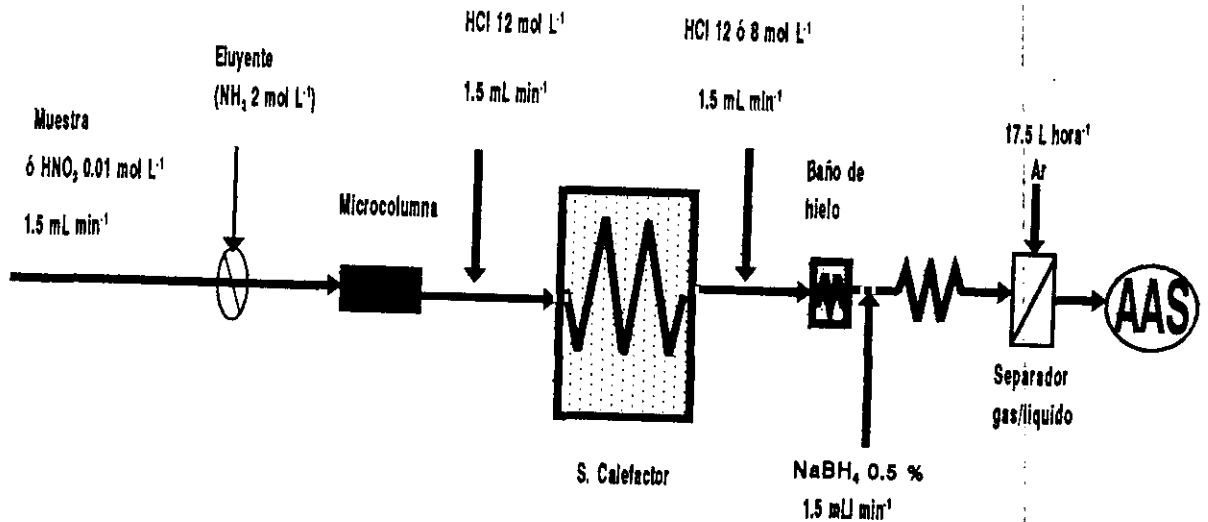 Muestra
ó HNO₃ 0.01 mol L⁻¹
1.5 mL min⁻¹
Eluyente
(NH₃ 2 mol L⁻¹)
Microcolumna
HCl 12 mol L⁻¹
1.5 mL min⁻¹
S. Calefactor
HCl 12 ó 8 mol L⁻¹
1.5 mL min⁻¹
Baño de
hielo
NaBH₄ 0.5 %
1.5 mLl min⁻¹
17.5 L hora⁻¹
Ar
Separador
gas/liquido
AAS